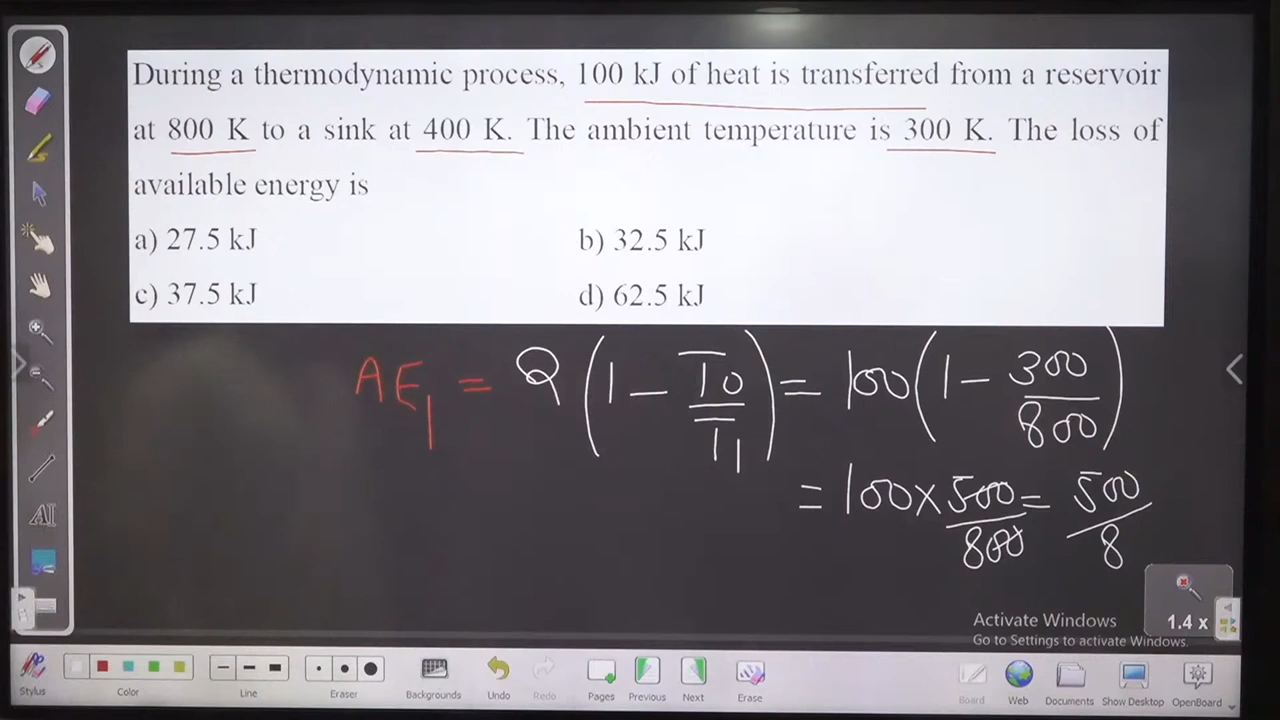 During a thermodynamic process, 100 kJ of heat is transferred from a reservoir
at 800 K to a sink at 400 K. The ambient temperature is 300 K. The loss of
available energy is
a) 27.5 kJ b) 32.5 kJ
c) 37.5 kJ d) 62.5 kJ
AE₁ = Q (1 - T0/T1) = 100 (1 - 300/800)
= 100 x 500/800 = 500/8
Activate Windows
Go to Settings to activate Windows.
1.4 x
Stylus Color Line Eraser Backgrounds Undo Redo Pages Previous Next Erase Board Web Documents Show Desktop OpenBoard